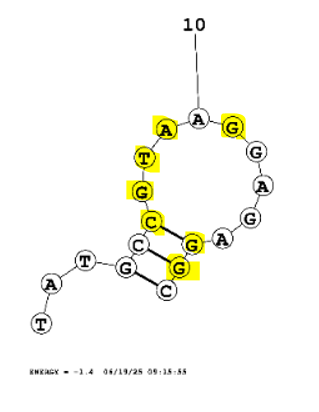 10
A A G
T G
G A
C G
C G A
T G G
A C
T
ENERGY = -1.4 06/19/25 09:15:55